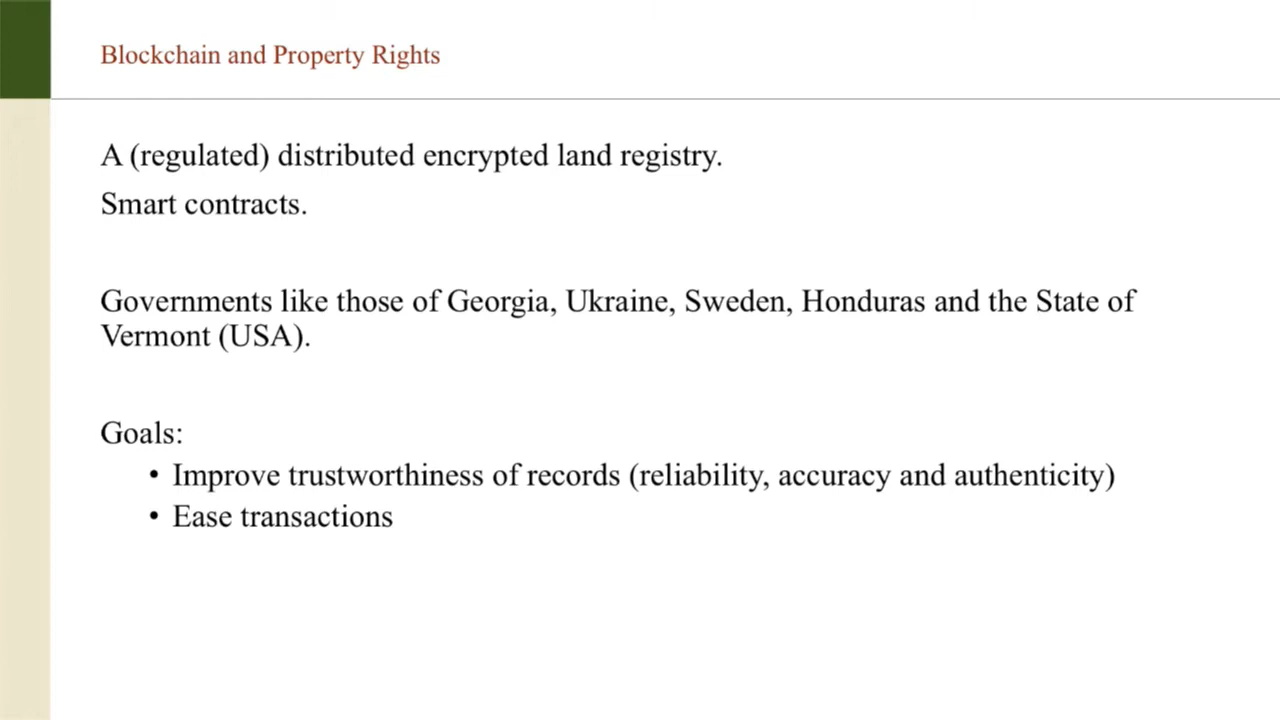 Blockchain and Property Rights
A (regulated) distributed encrypted land registry.
Smart contracts.
Governments like those of Georgia, Ukraine, Sweden, Honduras and the State of
Vermont (USA).
Goals:
• Improve trustworthiness of records (reliability, accuracy and authenticity)
• Ease transactions